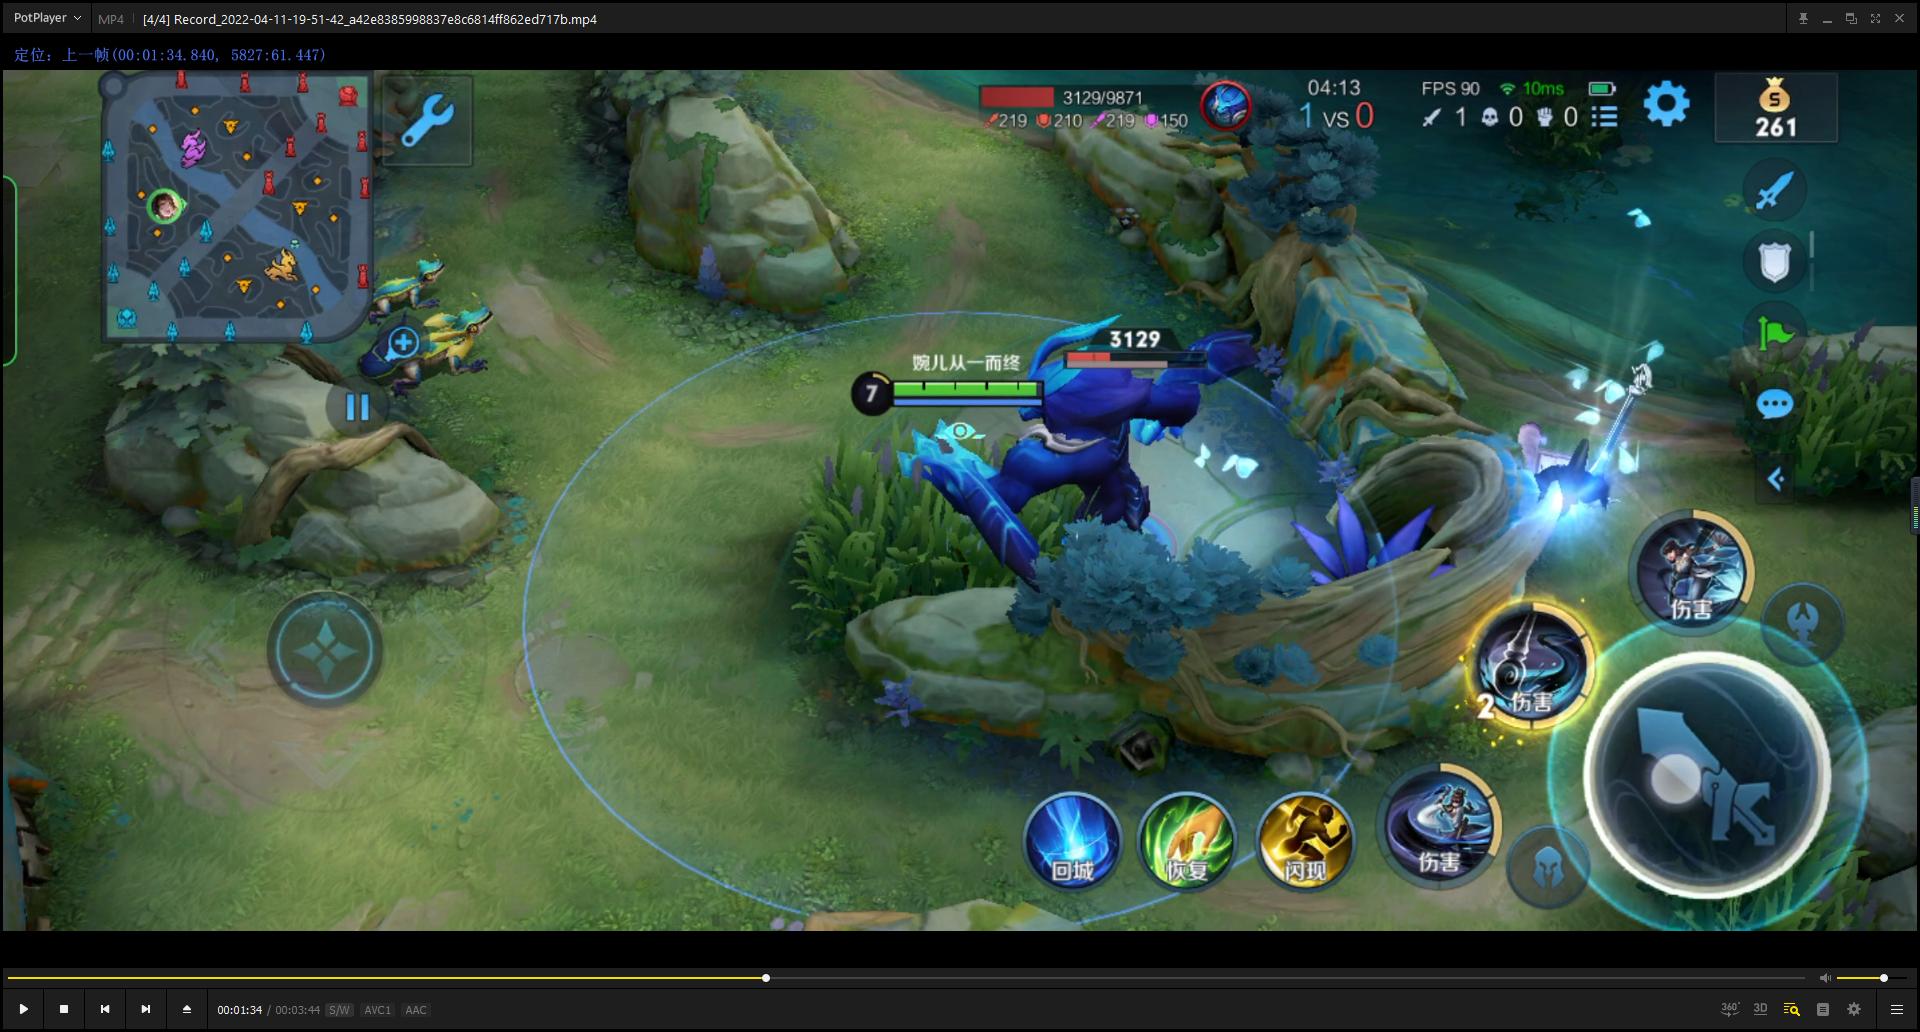 PotPlayer
MP4
[4/4] Record_2022-04-11-19-51-42_a42e8385998837e8c6814ff862ed717b.mp4
定位: 上一帧(00:01:34.840, 5827:61.447)
3129/9871
219 210 219 150
04:13
1 VS 0
FPS 90 10ms
1 0 0
S
261
3129
婉儿从一而终
7
伤害
2 伤害
伤害
回城
恢复
闪现
00:01:34 / 00:03:44 S/W AVC1 AAC
360° 3D